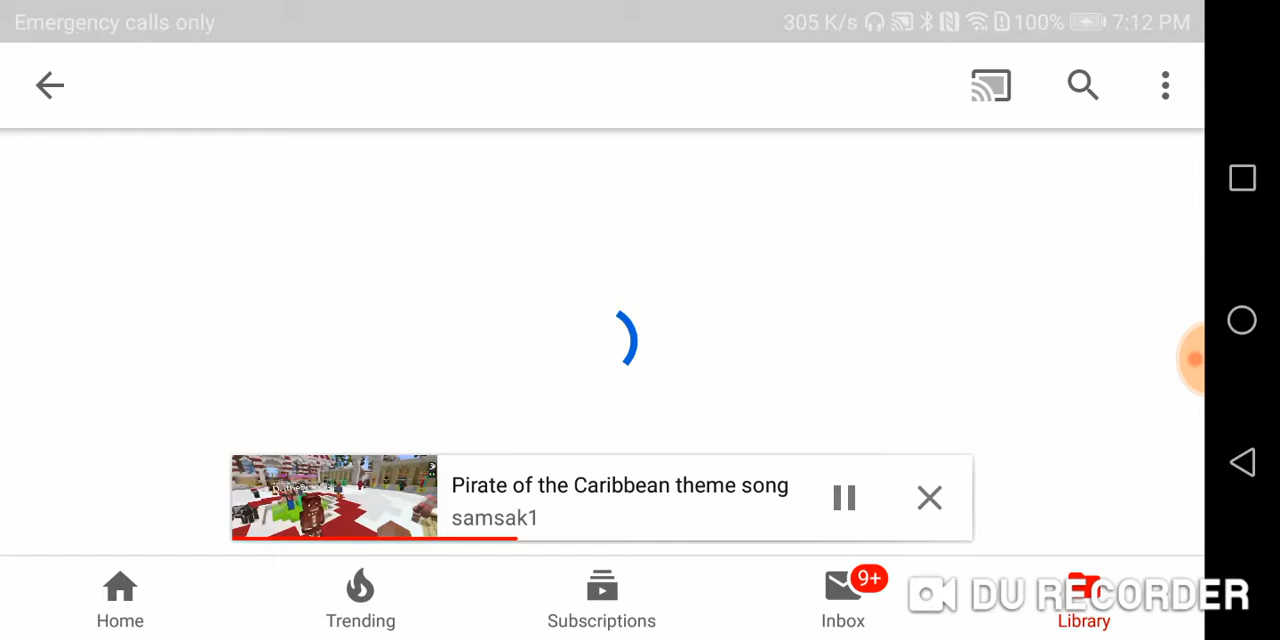 Emergency calls only
305 K/s
100%
7:12 PM
Pirate of the Caribbean theme song
samsak1
Home
Trending
Subscriptions
Inbox
9+
Library
DU RECORDER